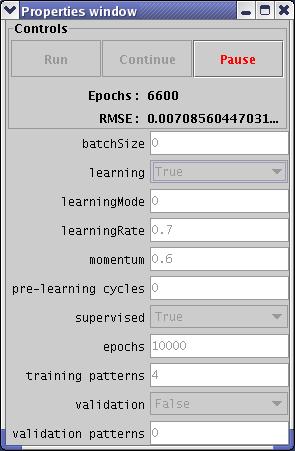 Properties window
Controls
Run Continue Pause
Epochs : 6600
RMSE : 0.00708560447031...
batchSize 0
learning True
learningMode 0
learningRate 0.7
momentum 0.6
pre-learning cycles 0
supervised True
epochs 10000
training patterns 4
validation False
validation patterns 0